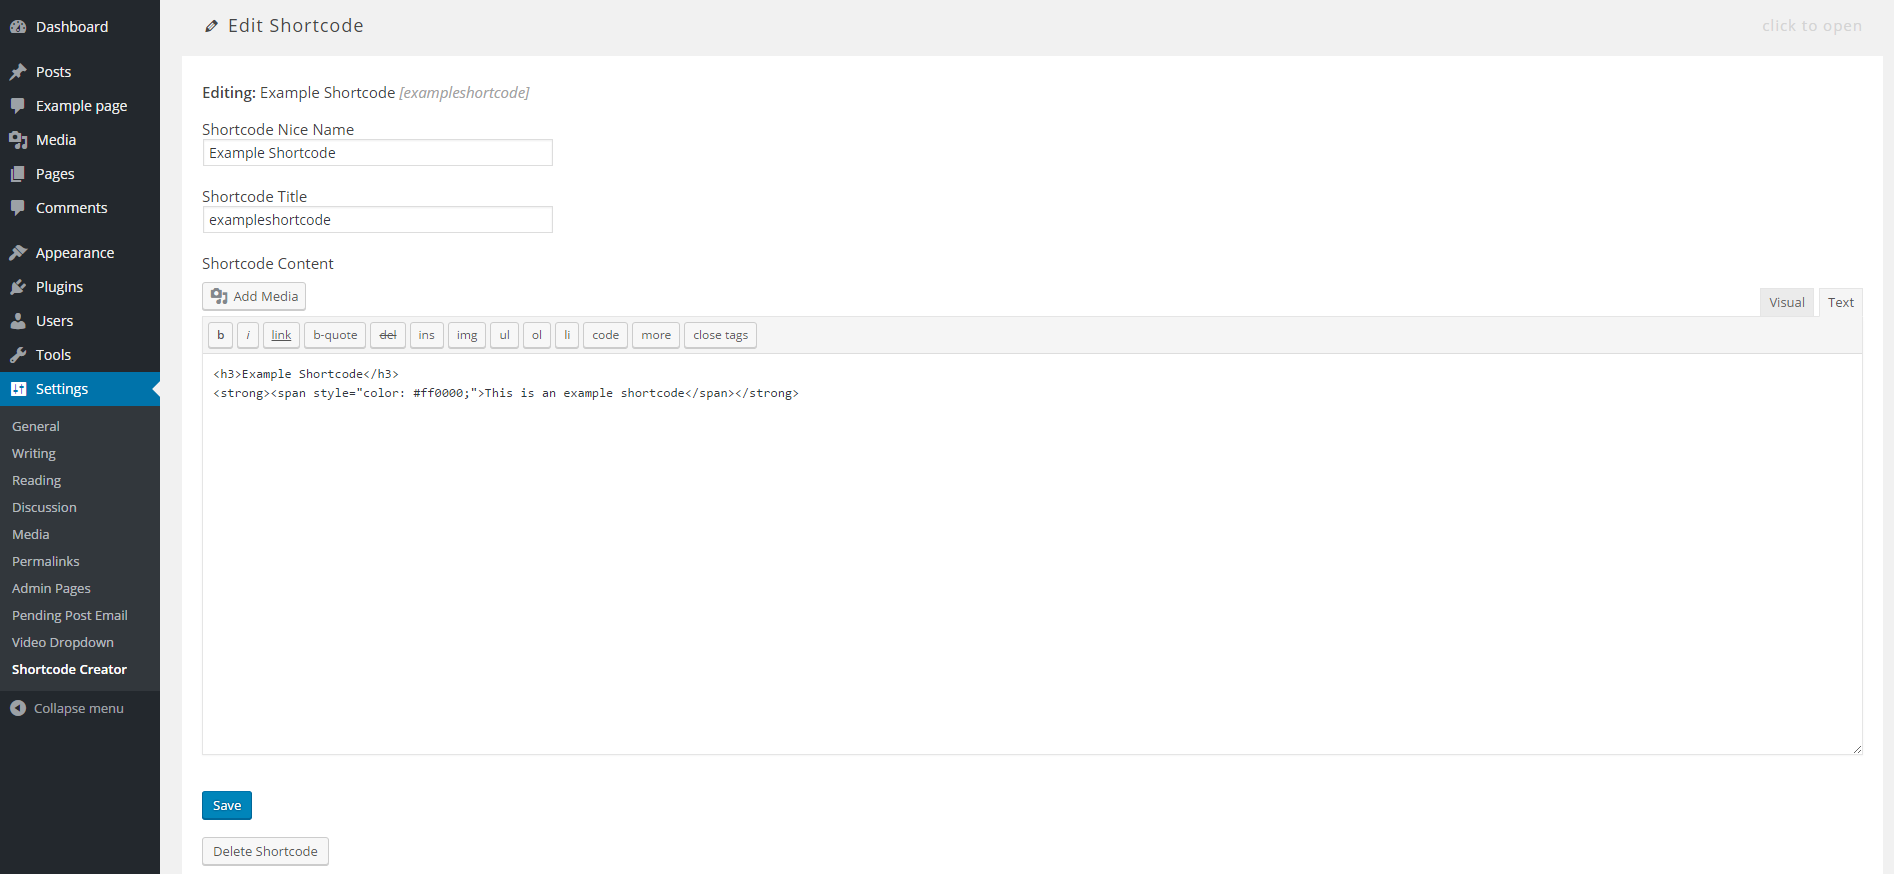 Dashboard
Posts
Example page
Media
Pages
Comments
Appearance
Plugins
Users
Tools
Settings
General
Writing
Reading
Discussion
Media
Permalinks
Admin Pages
Pending Post Email
Video Dropdown
Shortcode Creator
Collapse menu
Edit Shortcode
click to open
Editing: Example Shortcode [exampleshortcode]
Shortcode Nice Name
Example Shortcode
Shortcode Title
exampleshortcode
Shortcode Content
Add Media
Visual Text
b i link b-quote del ins img ul ol li code more close tags
<h3>Example Shortcode</h3>
<strong><span style="color: #ff0000;">This is an example shortcode</span></strong>
Save
Delete Shortcode